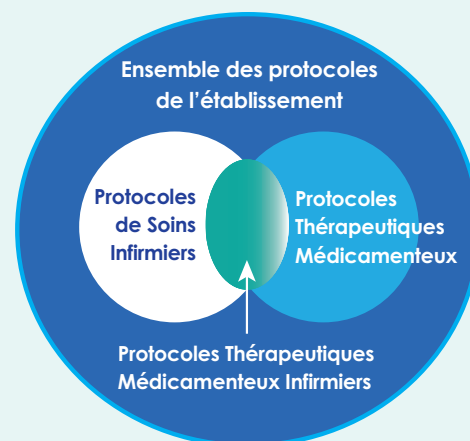 Ensemble des protocoles
de l’établissement
Protocoles
de Soins
Infirmiers
Protocoles
Thérapeutiques
Médicamenteux
Protocoles Thérapeutiques
Médicamenteux Infirmiers